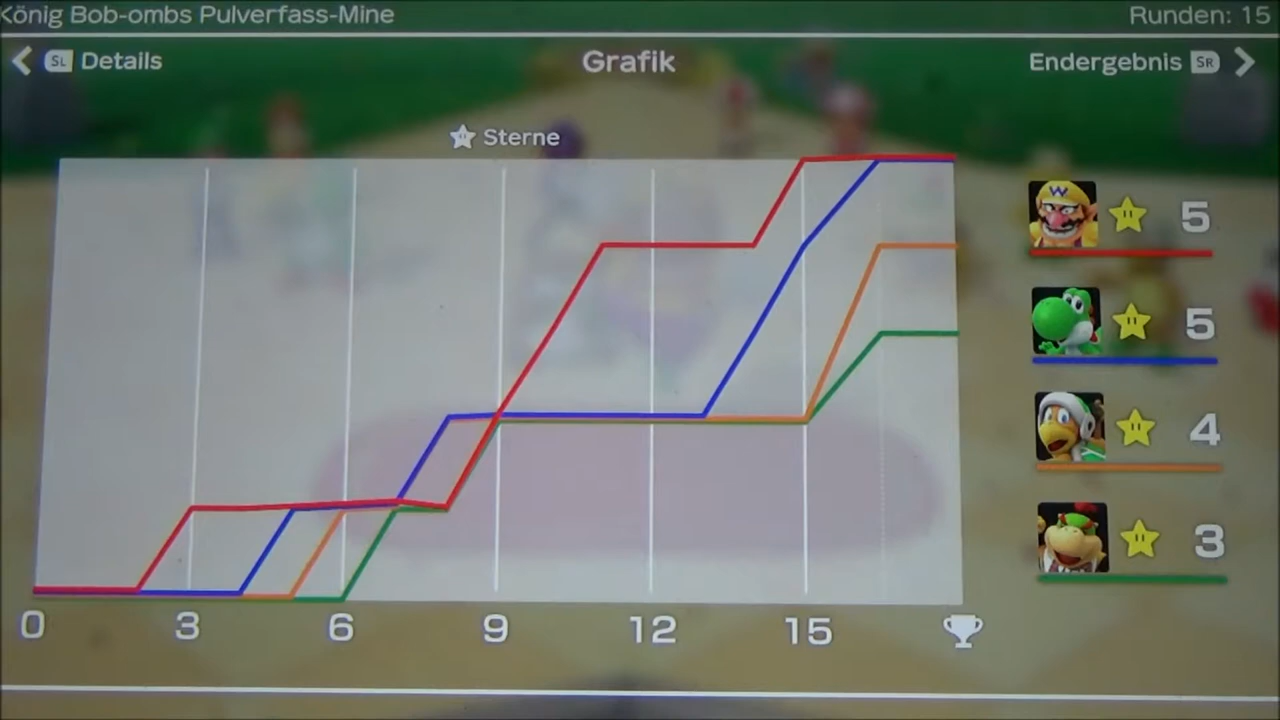 König Bob-ombs Pulverfass-Mine
Runden: 15
SL Details
Grafik
Endergebnis SR
Sterne
5
5
4
3
0 3 6 9 12 15